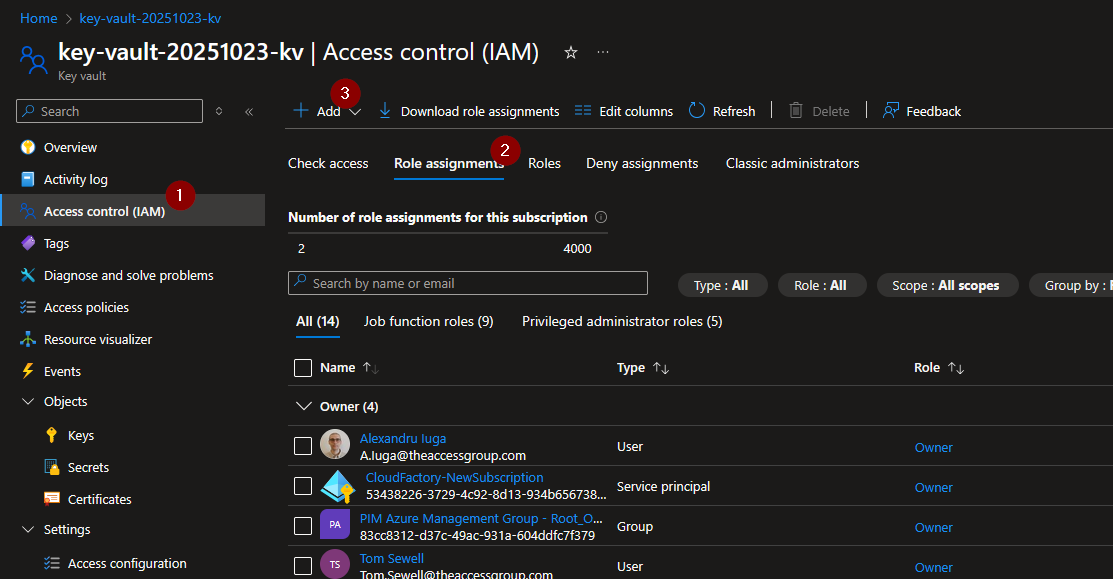 Home > key-vault-20251023-kv
key-vault-20251023-kv | Access control (IAM)
Key vault
Search
1
2
3
Add
Download role assignments
Edit columns
Refresh
Delete
Feedback
Overview
Activity log
Access control (IAM)
Tags
Diagnose and solve problems
Access policies
Resource visualizer
Events
Objects
Keys
Secrets
Certificates
Settings
Access configuration
Check access
Role assignments
Roles
Deny assignments
Classic administrators
Number of role assignments for this subscription
2 4000
Search by name or email
Type : All
Role : All
Scope : All scopes
Group by :
All (14)
Job function roles (9)
Privileged administrator roles (5)
Name Type Role
Owner (4)
Alexandru Iuga
A.Iuga@theaccessgroup.com
User
Owner
CloudFactory-NewSubscription
53438226-3729-4c92-8d13-934b656738...
Service principal
Owner
PA
PIM Azure Management Group - Root_O...
83cc8312-d37c-49ac-931a-604ddfc7f379
Group
Owner
TS
Tom Sewell
Tom.Sewell@theaccessgroup.com
User
Owner